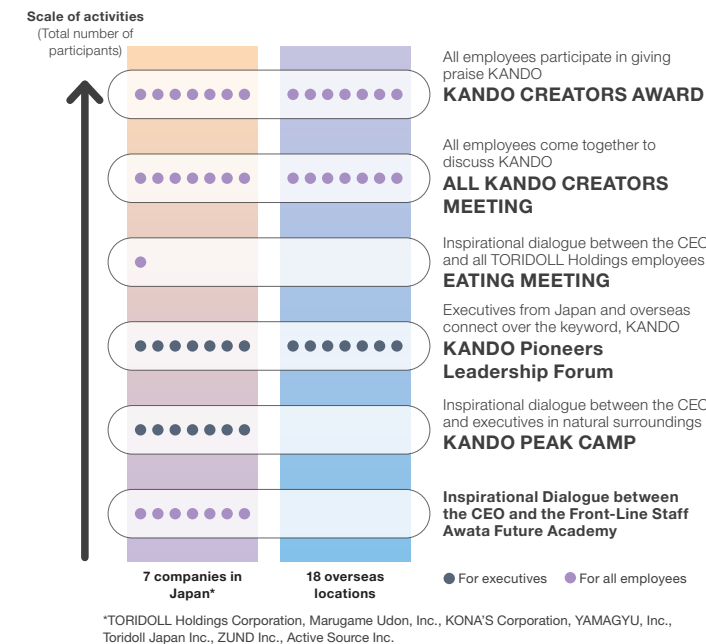 Scale of activities
(Total number of
participants)
All employees participate in giving
praise KANDO
KANDO CREATORS AWARD
All employees come together to
discuss KANDO
ALL KANDO CREATORS
MEETING
Inspirational dialogue between the CEO
and all TORIDOLL Holdings employees
EATING MEETING
Executives from Japan and overseas
connect over the keyword, KANDO
KANDO Pioneers
Leadership Forum
Inspirational dialogue between the CEO
and executives in natural surroundings
KANDO PEAK CAMP
Inspirational Dialogue between
the CEO and the Front-Line Staff
Awata Future Academy
7 companies in
Japan*
18 overseas
locations
For executives
For all employees
*TORIDOLL Holdings Corporation, Marugame Udon, Inc., KONA'S Corporation, YAMAGYU, Inc.,
Toridoll Japan Inc., ZUND Inc., Active Source Inc.